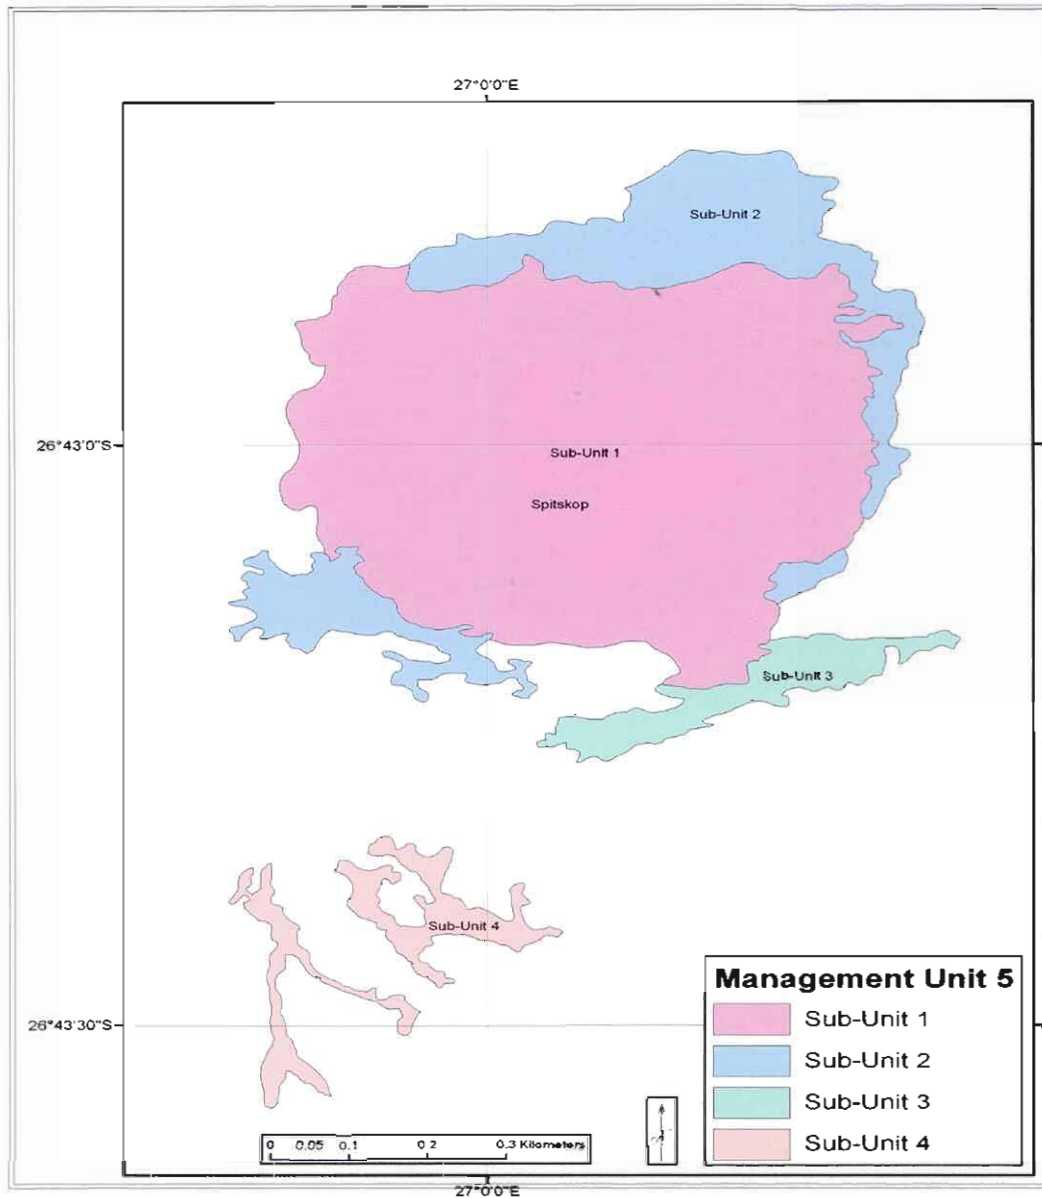 27°0'0"E
Sub-Unit 2
26°43'0"S
Sub-Unit 1
Spitskop
Sub-Unit 3
Sub-Unit 4
Management Unit 5
Sub-Unit 1
Sub-Unit 2
Sub-Unit 3
Sub-Unit 4
26°43'30"S
0 0.05 0.1 0.2 0.3 Kilometers
27°0'0"E